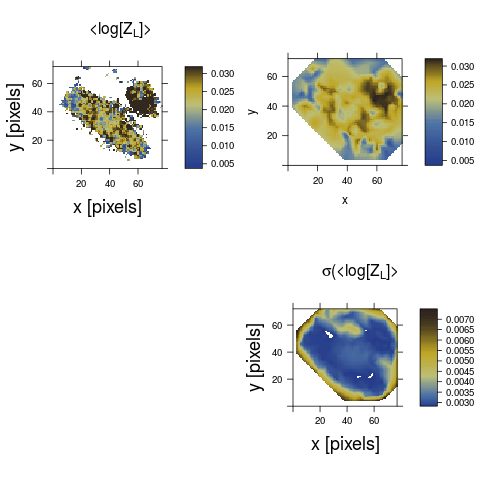 <log[Z_L]>
y [pixels]
60
40
20
20 40 60
x [pixels]
0.030
0.025
0.020
0.015
0.010
0.005
y
60
40
20
20 40 60
x
0.030
0.025
0.020
0.015
0.010
0.005
σ(<log[Z_L]>
y [pixels]
60
40
20
20 40 60
x [pixels]
0.0070
0.0065
0.0060
0.0055
0.0050
0.0045
0.0040
0.0035
0.0030